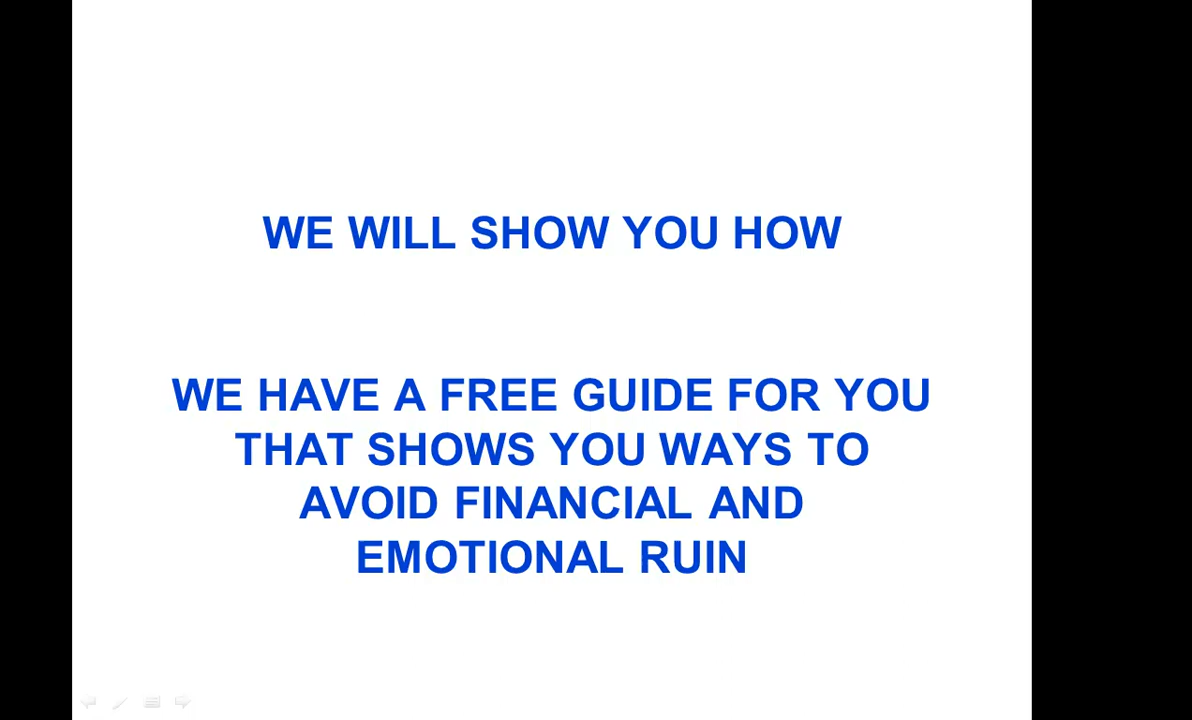 WE WILL SHOW YOU HOW
WE HAVE A FREE GUIDE FOR YOU
THAT SHOWS YOU WAYS TO
AVOID FINANCIAL AND
EMOTIONAL RUIN